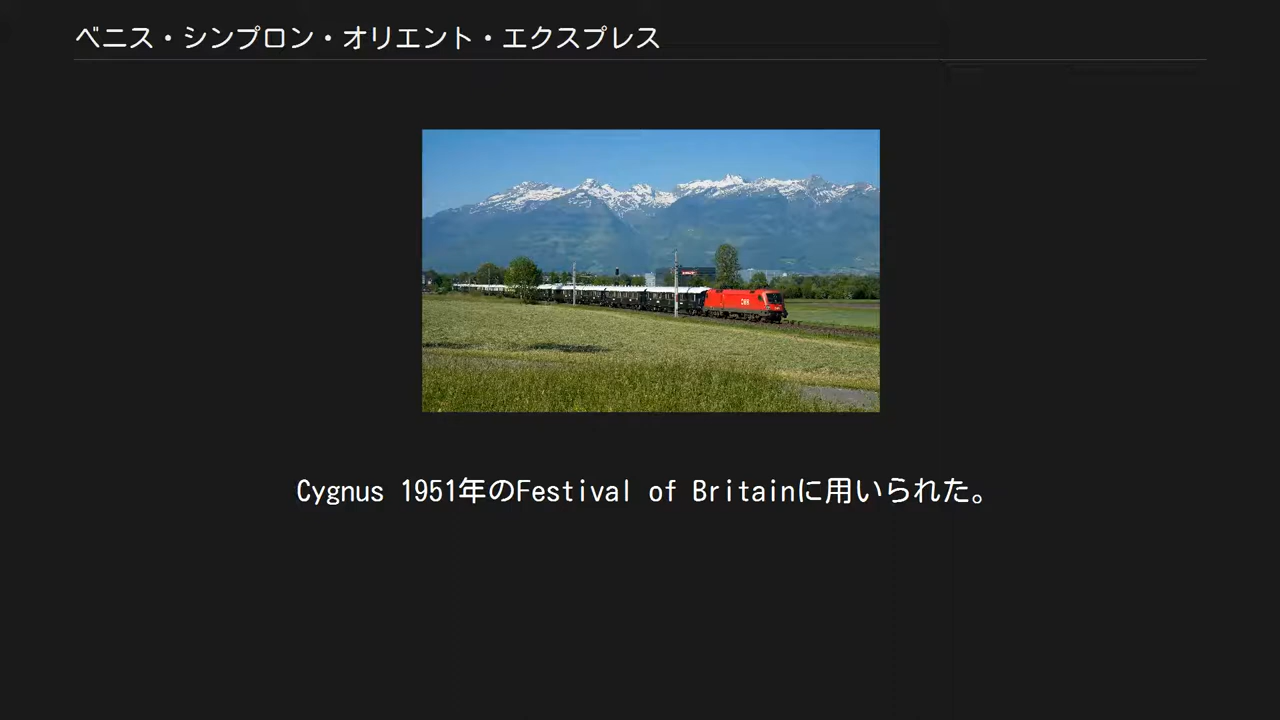 ベニス・シンプロン・オリエント・エクスプレス
ÖBB
Cygnus 1951年のFestival of Britainに用いられた。